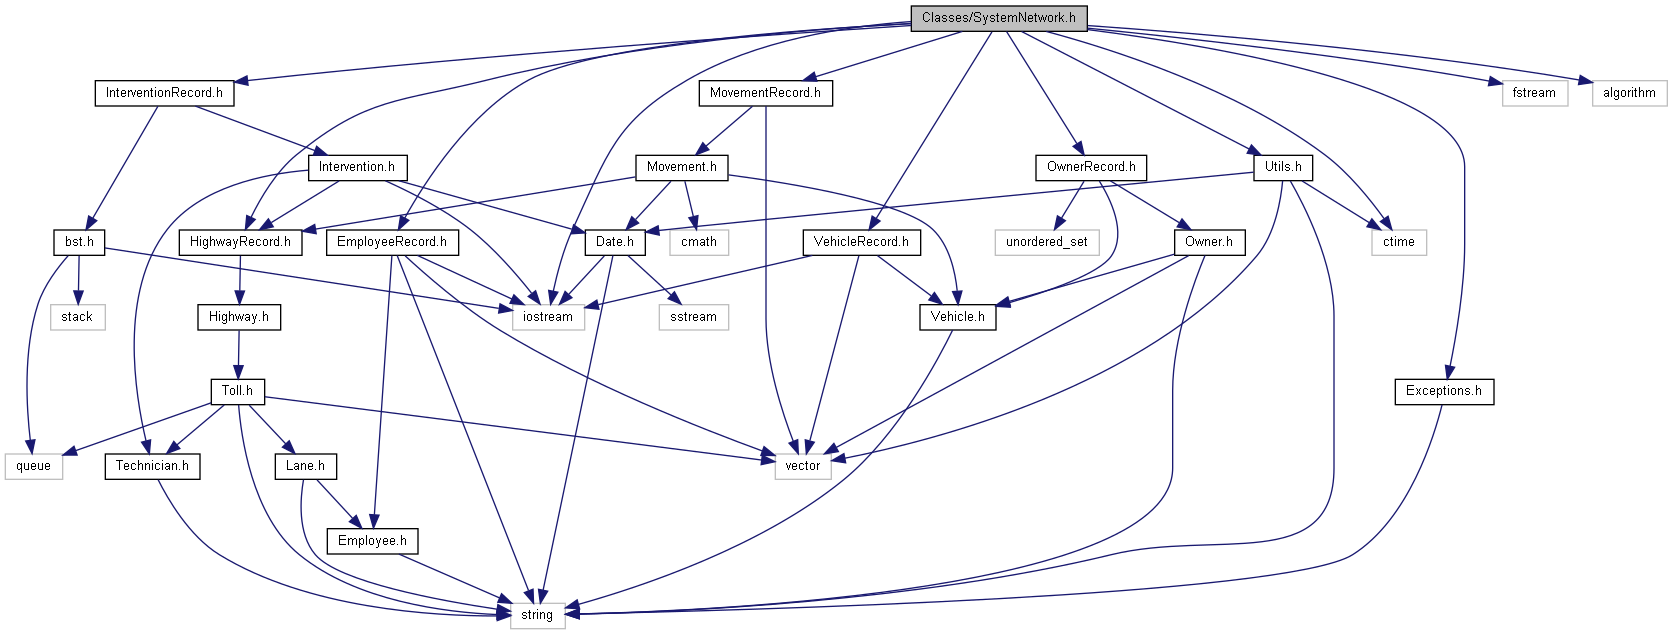 Classes/SystemNetwork.h
InterventionRecord.h
MovementRecord.h
fstream
algorithm
Intervention.h
Movement.h
OwnerRecord.h
Utils.h
bst.h
HighwayRecord.h
EmployeeRecord.h
Date.h
cmath
VehicleRecord.h
unordered_set
Owner.h
ctime
stack
Highway.h
iostream
sstream
Vehicle.h
Toll.h
Exceptions.h
queue
Technician.h
Lane.h
vector
Employee.h
string